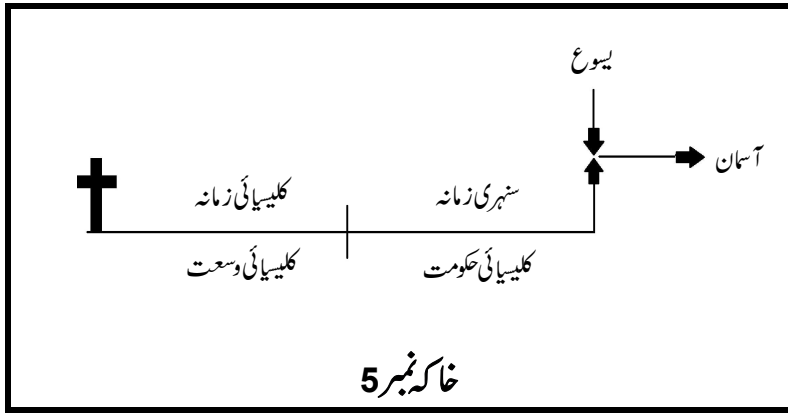 یسوع
آسمان
سنہری زمانہ
کلیسیائی زمانہ
کلیسیائی حکومت
کلیسیائی وسعت
خاکہ نمبر 5